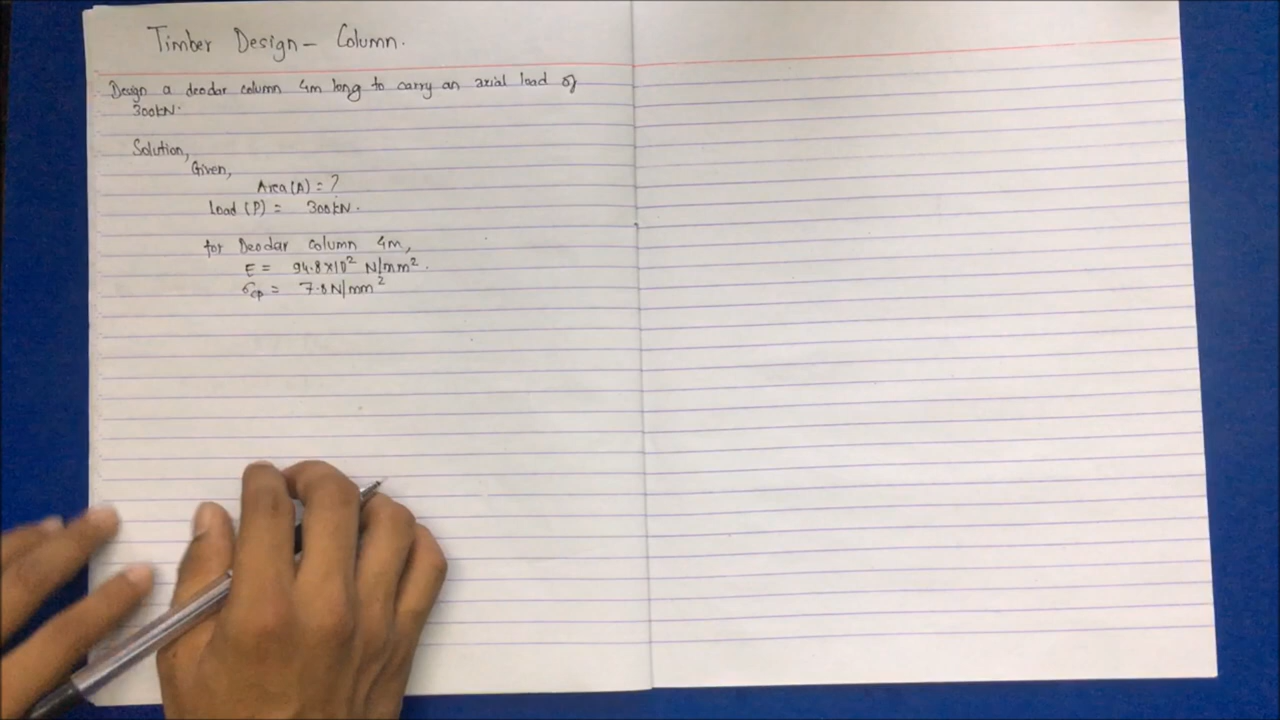 Timber Design - Column.
Design a deodar column 4m long to carry an axial load of
300kN.
Solution,
Given,
Area (A) = ?
Load (P) = 300kN.
for Deodar column 4m,
E = 94.8×10² N/mm².
σcp = 7.8 N/mm²